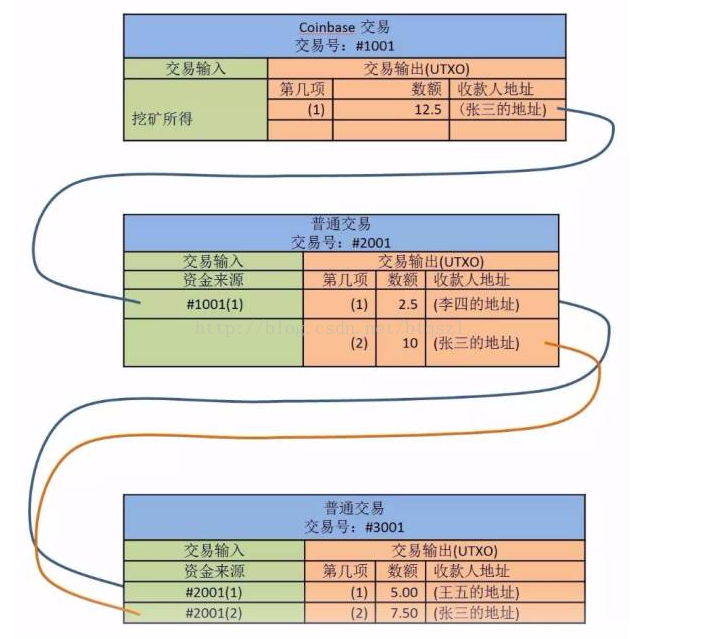 Coinbase 交易
交易号：#1001
交易输入 交易输出(UTXO)
第几项 数额 收款人地址
挖矿所得 (1) 12.5 (张三的地址)
普通交易
交易号：#2001
交易输入 交易输出(UTXO)
资金来源 第几项 数额 收款人地址
#1001(1) (1) 2.5 (李四的地址)
(2) 10 (张三的地址)
普通交易
交易号：#3001
交易输入 交易输出(UTXO)
资金来源 第几项 数额 收款人地址
#2001(1) (1) 5.00 (王五的地址)
#2001(2) (2) 7.50 (张三的地址)